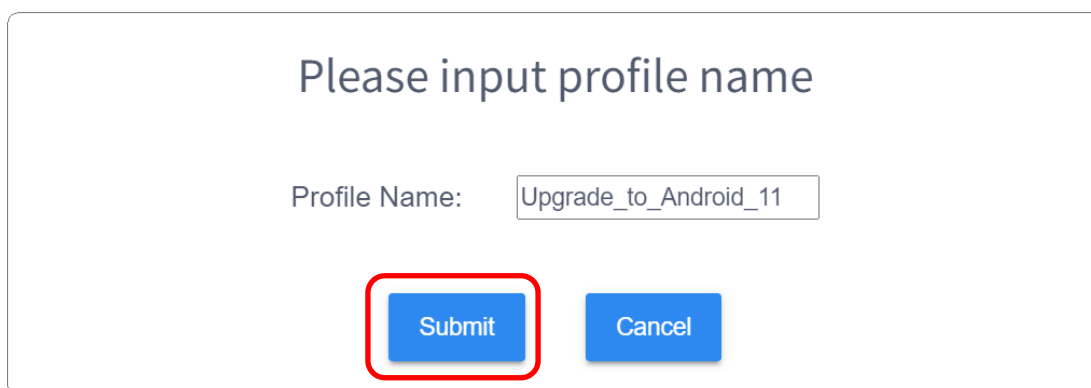 Please input profile name
Profile Name: Upgrade_to_Android_11
Submit Cancel